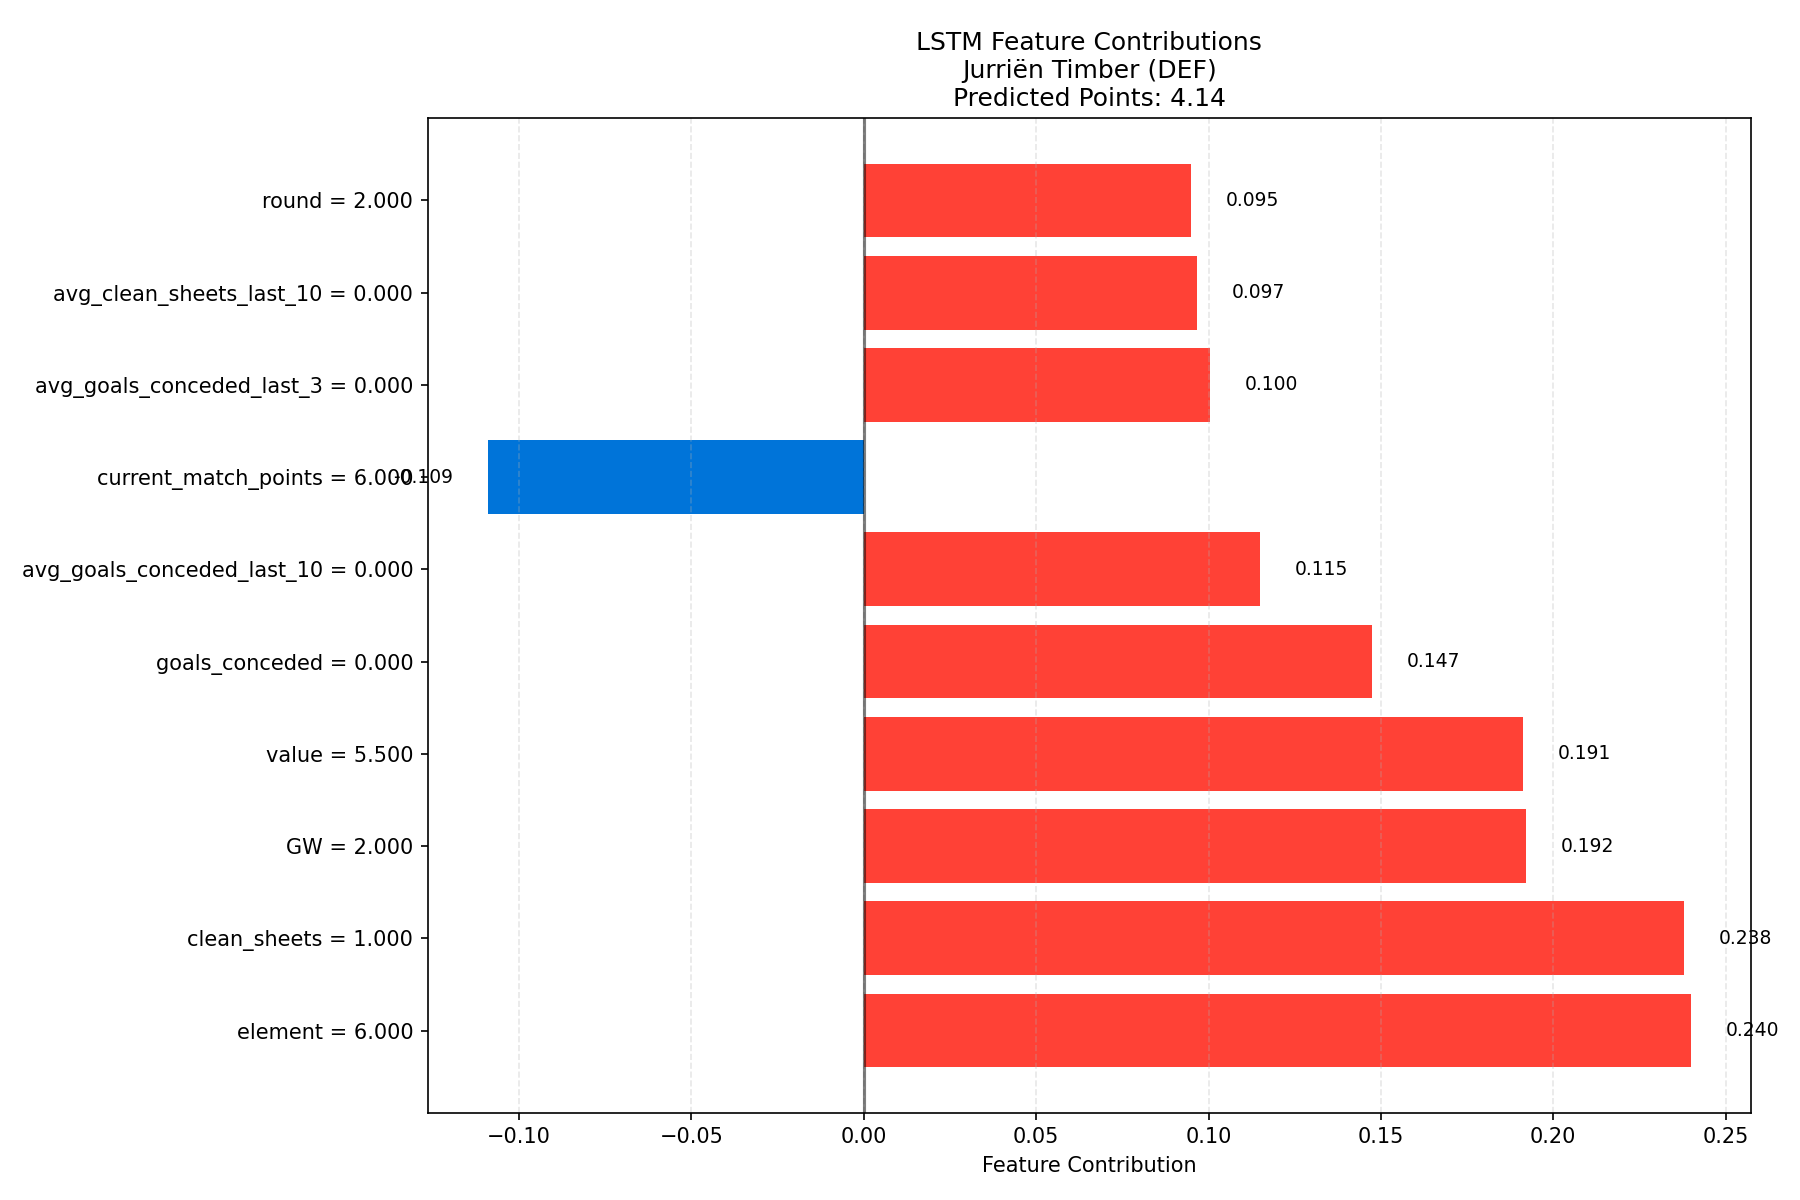 LSTM Feature Contributions
Jurriën Timber (DEF)
Predicted Points: 4.14
round = 2.000 0.095
avg_clean_sheets_last_10 = 0.000 0.097
avg_goals_conceded_last_3 = 0.000 0.100
current_match_points = 6.000 -0.109
avg_goals_conceded_last_10 = 0.000 0.115
goals_conceded = 0.000 0.147
value = 5.500 0.191
GW = 2.000 0.192
clean_sheets = 1.000 0.238
element = 6.000 0.240
−0.10 −0.05 0.00 0.05 0.10 0.15 0.20 0.25
Feature Contribution